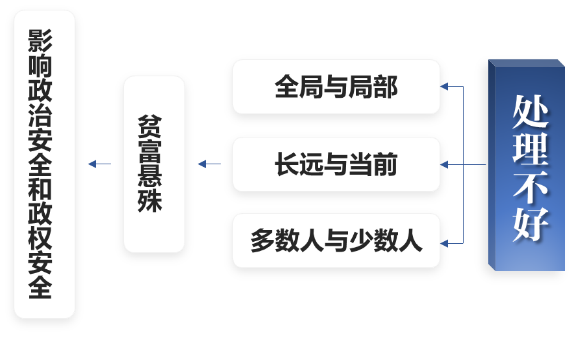 处理不好
全局与局部
长远与当前
多数人与少数人
贫富悬殊
影响政治安全和政权安全